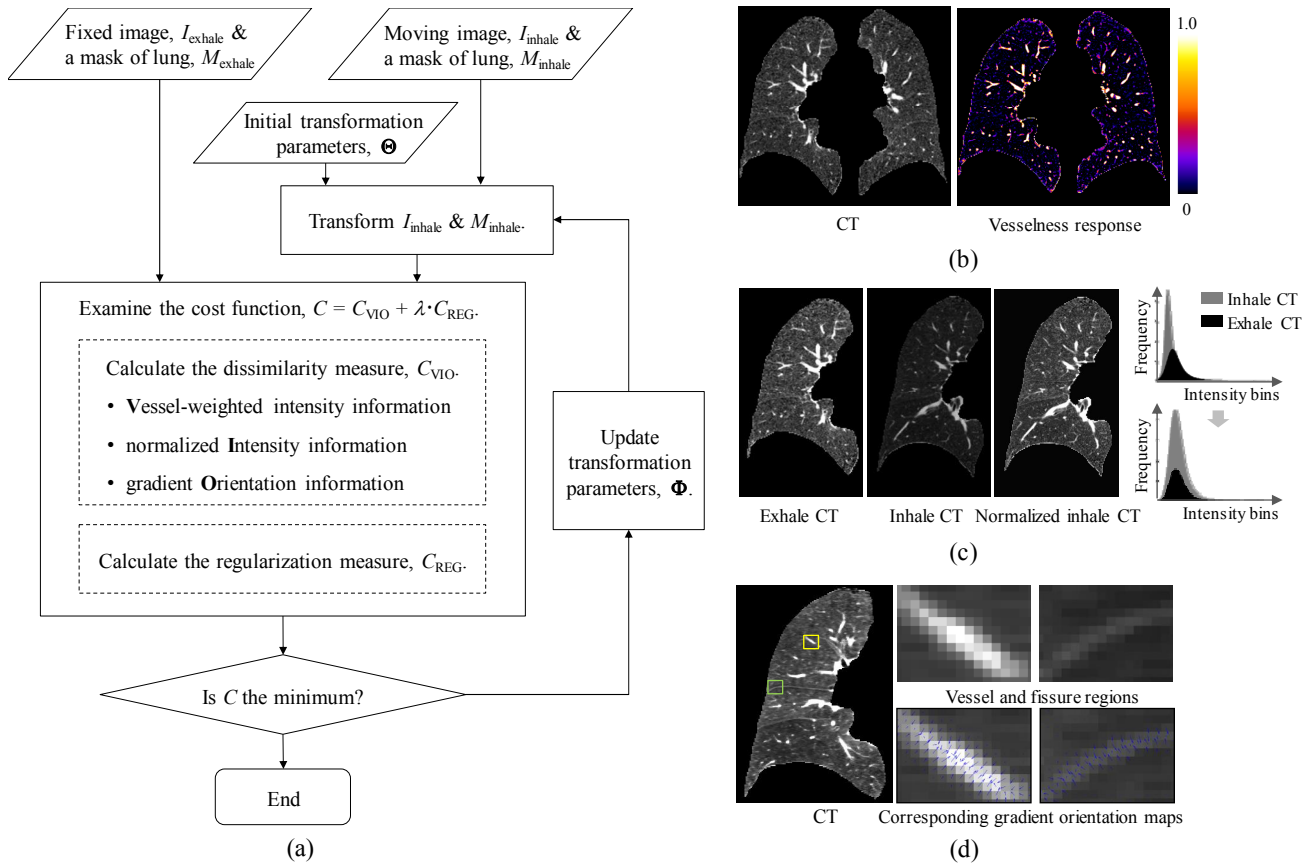 Fixed image, I_exhale &
a mask of lung, M_exhale
Moving image, I_inhale &
a mask of lung, M_inhale
Initial transformation
parameters, Θ
Transform I_inhale & M_inhale.
Examine the cost function, C = C_VIO + λ·C_REG.
Calculate the dissimilarity measure, C_VIO.
• Vessel-weighted intensity information
• normalized Intensity information
• gradient Orientation information
Calculate the regularization measure, C_REG.
Update
transformation
parameters, Φ.
Is C the minimum?
End
(a)
1.0
0
CT
Vesselness response
(b)
Exhale CT
Inhale CT
Normalized inhale CT
Inhale CT
Exhale CT
Frequency
Intensity bins
Frequency
Intensity bins
(c)
Vessel and fissure regions
CT
Corresponding gradient orientation maps
(d)